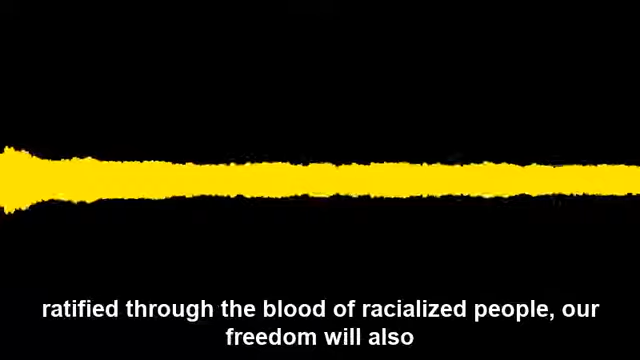 ratified through the blood of racialized people, our
freedom will also